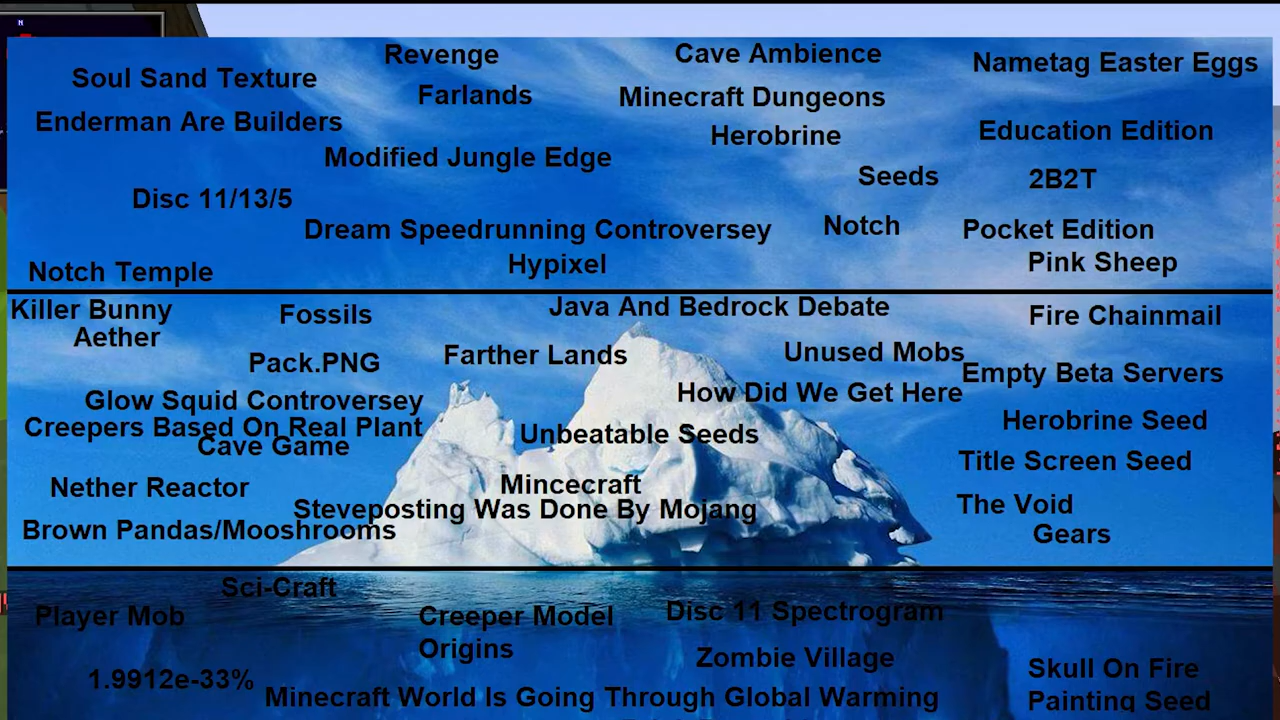 Revenge
Cave Ambience
Nametag Easter Eggs
Soul Sand Texture
Farlands
Minecraft Dungeons
Enderman Are Builders
Herobrine
Education Edition
Modified Jungle Edge
Seeds
2B2T
Disc 11/13/5
Dream Speedrunning Controversey
Notch
Pocket Edition
Hypixel
Pink Sheep
Notch Temple
Killer Bunny
Fossils
Java And Bedrock Debate
Fire Chainmail
Aether
Pack.PNG
Farther Lands
Unused Mobs
Empty Beta Servers
Glow Squid Controversey
How Did We Get Here
Creepers Based On Real Plant
Herobrine Seed
Cave Game
Unbeatable Seeds
Title Screen Seed
Nether Reactor
Mincecraft
The Void
Steveposting Was Done By Mojang
Brown Pandas/Mooshrooms
Gears
Sci-Craft
Player Mob
Creeper Model
Origins
Disc 11 Spectrogram
Zombie Village
1.9912e-33%
Skull On Fire
Painting Seed
Minecraft World Is Going Through Global Warming